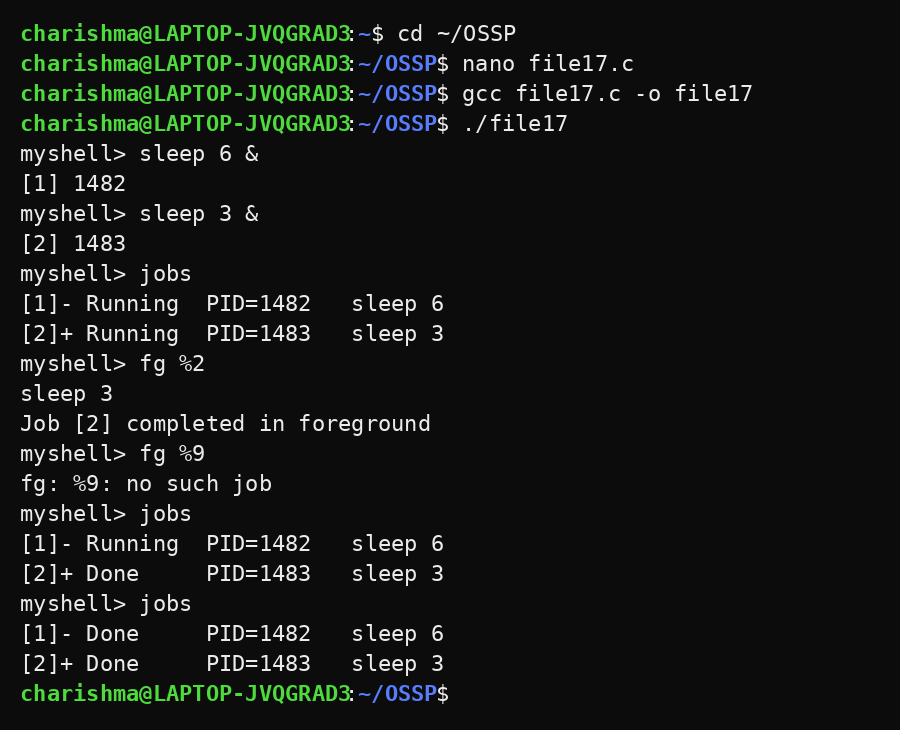 charishma@LAPTOP-JVQGRAD3:~$ cd ~/OSSP
charishma@LAPTOP-JVQGRAD3:~/OSSP$ nano file17.c
charishma@LAPTOP-JVQGRAD3:~/OSSP$ gcc file17.c -o file17
charishma@LAPTOP-JVQGRAD3:~/OSSP$ ./file17
myshell> sleep 6 &
[1] 1482
myshell> sleep 3 &
[2] 1483
myshell> jobs
[1]- Running  PID=1482   sleep 6
[2]+ Running  PID=1483   sleep 3
myshell> fg %2
sleep 3
Job [2] completed in foreground
myshell> fg %9
fg: %9: no such job
myshell> jobs
[1]- Running  PID=1482   sleep 6
[2]+ Done     PID=1483   sleep 3
myshell> jobs
[1]- Done     PID=1482   sleep 6
[2]+ Done     PID=1483   sleep 3
charishma@LAPTOP-JVQGRAD3:~/OSSP$